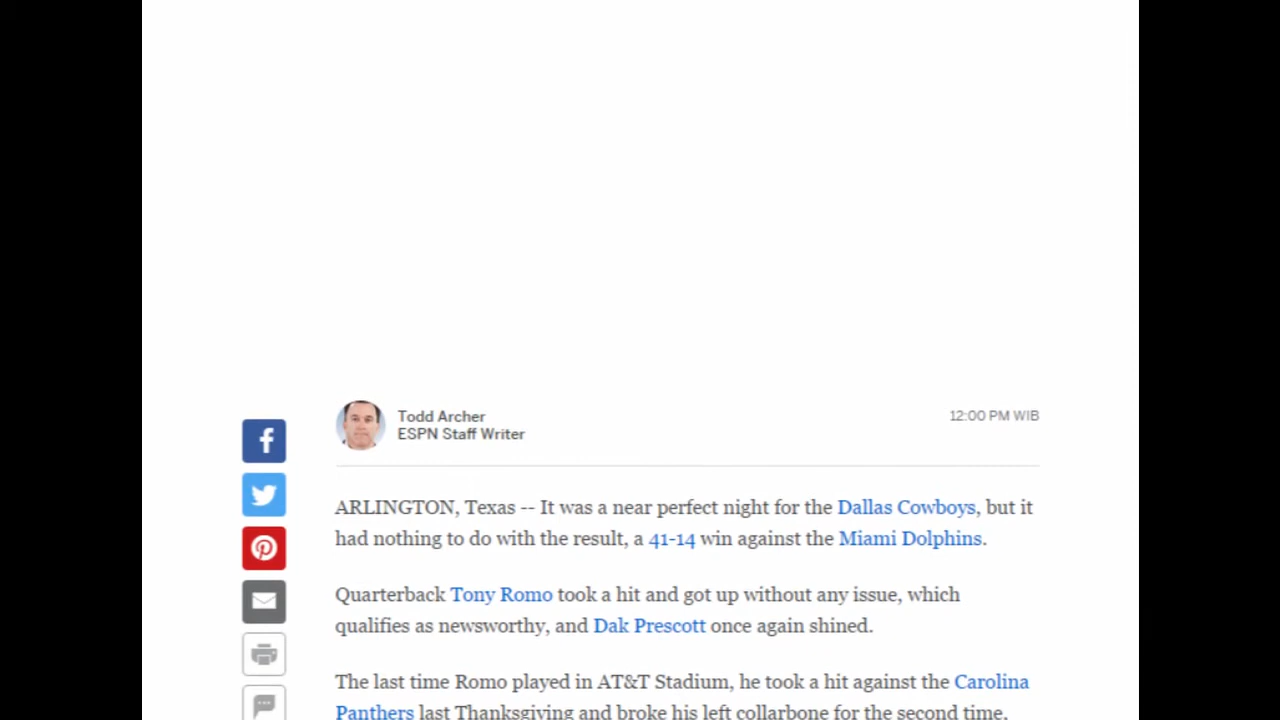 Todd Archer
ESPN Staff Writer
12:00 PM WIB
ARLINGTON, Texas -- It was a near perfect night for the Dallas Cowboys, but it
had nothing to do with the result, a 41-14 win against the Miami Dolphins.
Quarterback Tony Romo took a hit and got up without any issue, which
qualifies as newsworthy, and Dak Prescott once again shined.
The last time Romo played in AT&T Stadium, he took a hit against the Carolina
Panthers last Thanksgiving and broke his left collarbone for the second time.